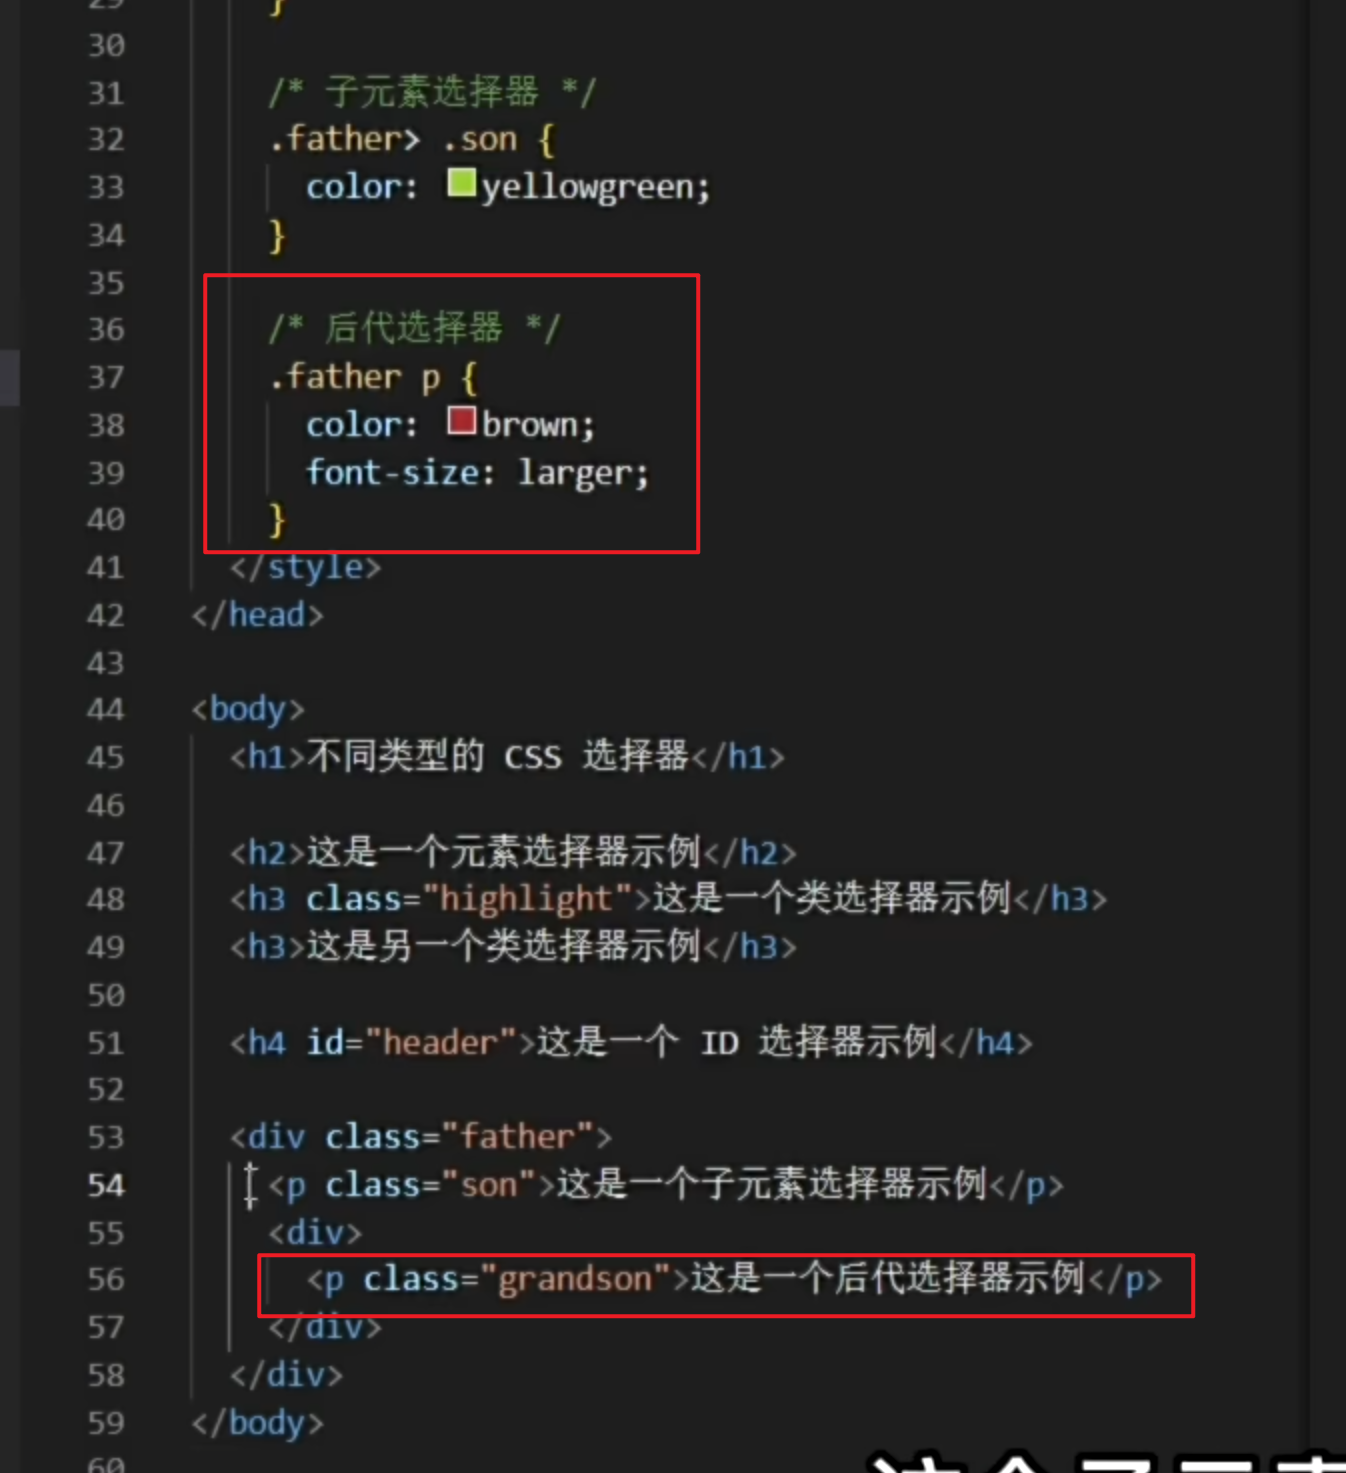 29 }
30
31 /* 子元素选择器 */
32 .father> .son {
33 color: yellowgreen;
34 }
35
36 /* 后代选择器 */
37 .father p {
38 color: brown;
39 font-size: larger;
40 }
41 </style>
42 </head>
43
44 <body>
45 <h1>不同类型的 CSS 选择器</h1>
46
47 <h2>这是一个元素选择器示例</h2>
48 <h3 class="highlight">这是一个类选择器示例</h3>
49 <h3>这是另一个类选择器示例</h3>
50
51 <h4 id="header">这是一个 ID 选择器示例</h4>
52
53 <div class="father">
54 <p class="son">这是一个子元素选择器示例</p>
55 <div>
56 <p class="grandson">这是一个后代选择器示例</p>
57 </div>
58 </div>
59 </body>
60